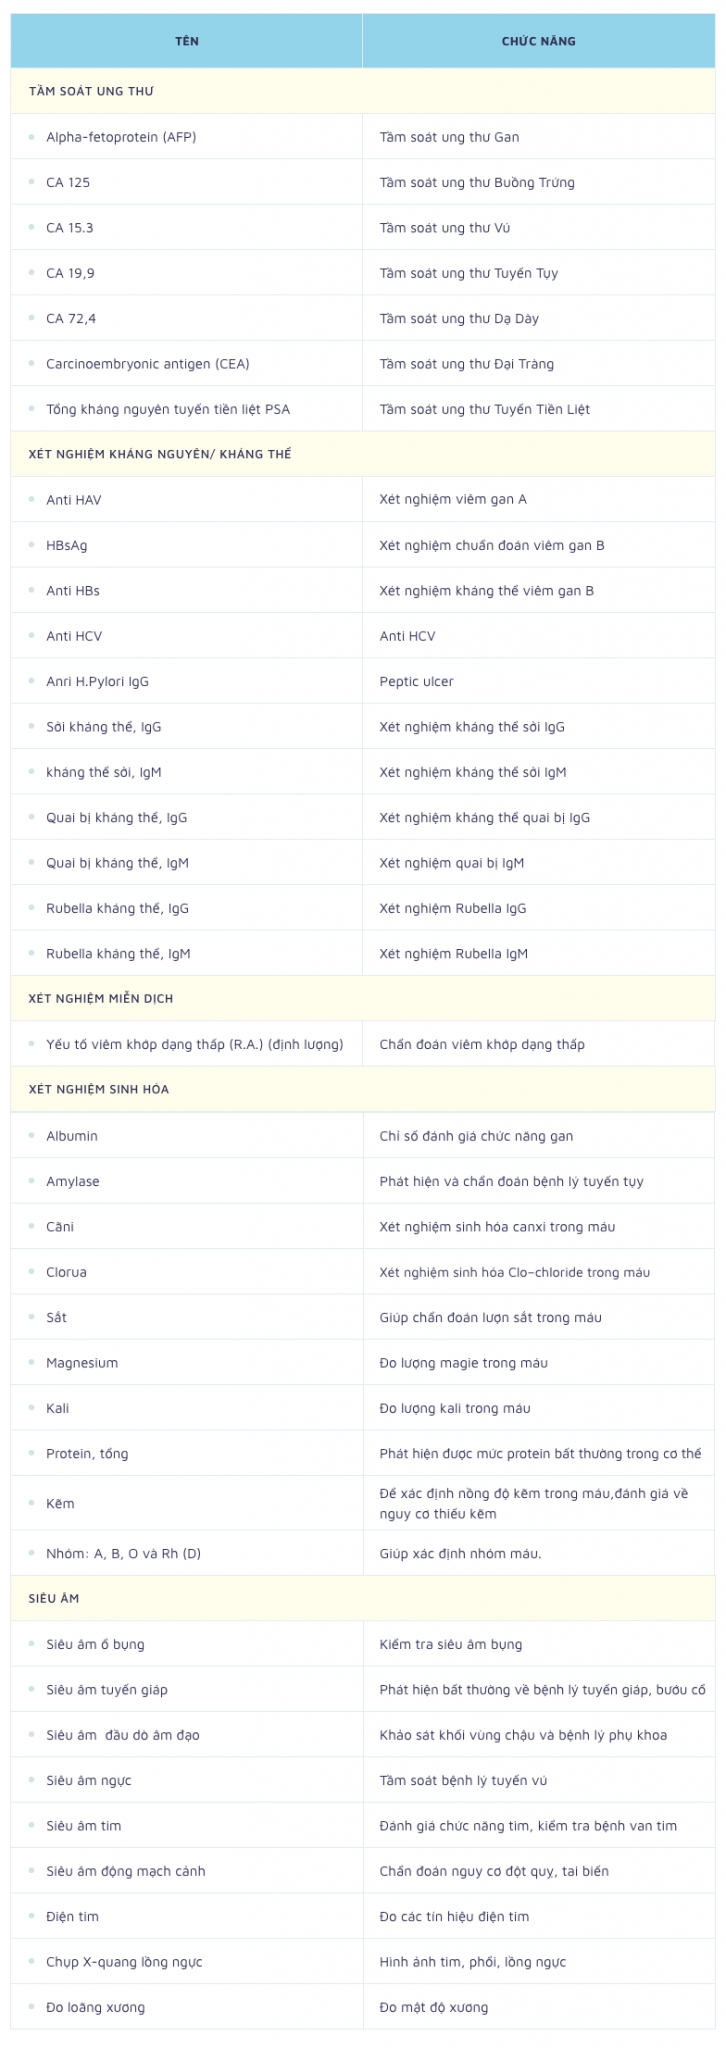 TÊN
CHỨC NĂNG
TẦM SOÁT UNG THƯ
Alpha-fetoprotein (AFP)
Tầm soát ung thư Gan
CA 125
Tầm soát ung thư Buồng Trứng
CA 15.3
Tầm soát ung thư Vú
CA 19,9
Tầm soát ung thư Tuyến Tụy
CA 72,4
Tầm soát ung thư Dạ Dày
Carcinoembryonic antigen (CEA)
Tầm soát ung thư Đại Tràng
Tổng kháng nguyên tuyến tiền liệt PSA
Tầm soát ung thư Tuyến Tiền Liệt
XÉT NGHIỆM KHÁNG NGUYÊN/ KHÁNG THỂ
Anti HAV
Xét nghiệm viêm gan A
HBsAg
Xét nghiệm chuẩn đoán viêm gan B
Anti HBs
Xét nghiệm kháng thể viêm gan B
Anti HCV
Anti HCV
Anri H.Pylori IgG
Peptic ulcer
Sởi kháng thể, IgG
Xét nghiệm kháng thể sởi IgG
kháng thể sởi, IgM
Xét nghiệm kháng thể sởi IgM
Quai bị kháng thể, IgG
Xét nghiệm kháng thể quai bị IgG
Quai bị kháng thể, IgM
Xét nghiệm quai bị IgM
Rubella kháng thể, IgG
Xét nghiệm Rubella IgG
Rubella kháng thể, IgM
Xét nghiệm Rubella IgM
XÉT NGHIỆM MIỄN DỊCH
Yếu tố viêm khớp dạng thấp (R.A.) (định lượng)
Chẩn đoán viêm khớp dạng thấp
XÉT NGHIỆM SINH HÓA
Albumin
Chỉ số đánh giá chức năng gan
Amylase
Phát hiện và chẩn đoán bệnh lý tuyến tụy
Cãni
Xét nghiệm sinh hóa canxi trong máu
Clorua
Xét nghiệm sinh hóa Clo–chloride trong máu
Sắt
Giúp chẩn đoán lượn sắt trong máu
Magnesium
Đo lượng magie trong máu
Kali
Đo lượng kali trong máu
Protein, tổng
Phát hiện được mức protein bất thường trong cơ thể
Kẽm
Để xác định nồng độ kẽm trong máu,đánh giá về
nguy cơ thiếu kẽm
Nhóm: A, B, O và Rh (D)
Giúp xác định nhóm máu.
SIÊU ÂM
Siêu âm ổ bụng
Kiểm tra siêu âm bụng
Siêu âm tuyến giáp
Phát hiện bất thường về bệnh lý tuyến giáp, bướu cổ
Siêu âm  đầu dò âm đạo
Khảo sát khối vùng chậu và bệnh lý phụ khoa
Siêu âm ngực
Tầm soát bệnh lý tuyến vú
Siêu âm tim
Đánh giá chức năng tim, kiểm tra bệnh van tim
Siêu âm động mạch cảnh
Chẩn đoán nguy cơ đột quỵ, tai biến
Điện tim
Đo các tín hiệu điện tim
Chụp X-quang lồng ngực
Hình ảnh tim, phổi, lồng ngực
Đo loãng xương
Đo mật độ xương